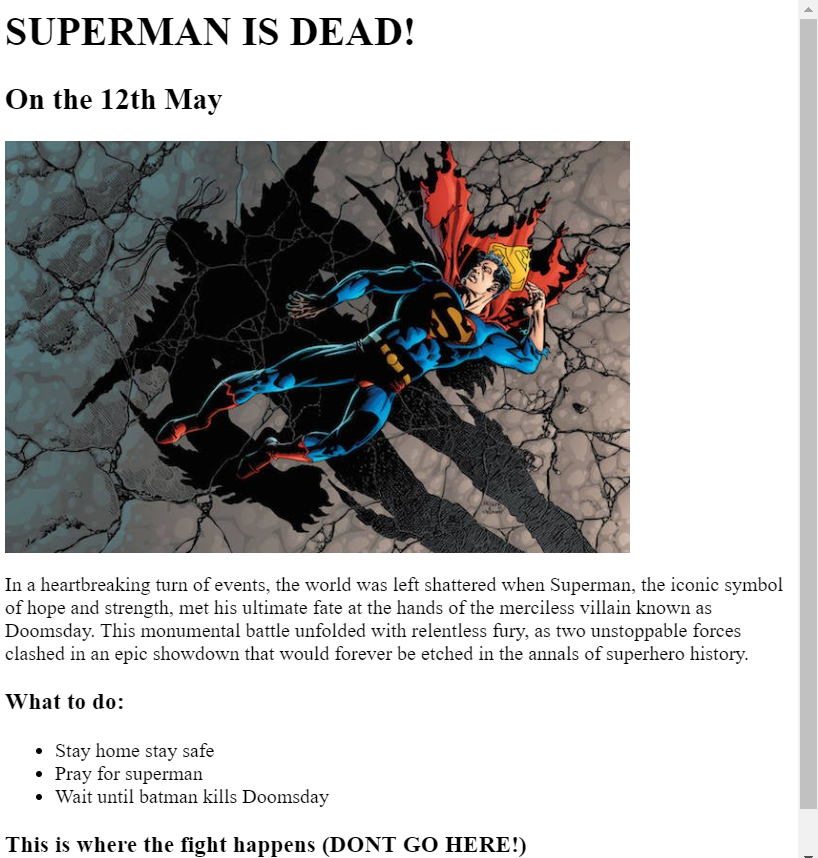 SUPERMAN IS DEAD!
On the 12th May
In a heartbreaking turn of events, the world was left shattered when Superman, the iconic symbol
of hope and strength, met his ultimate fate at the hands of the merciless villain known as
Doomsday. This monumental battle unfolded with relentless fury, as two unstoppable forces
clashed in an epic showdown that would forever be etched in the annals of superhero history.
What to do:
• Stay home stay safe
• Pray for superman
• Wait until batman kills Doomsday
This is where the fight happens (DONT GO HERE!)